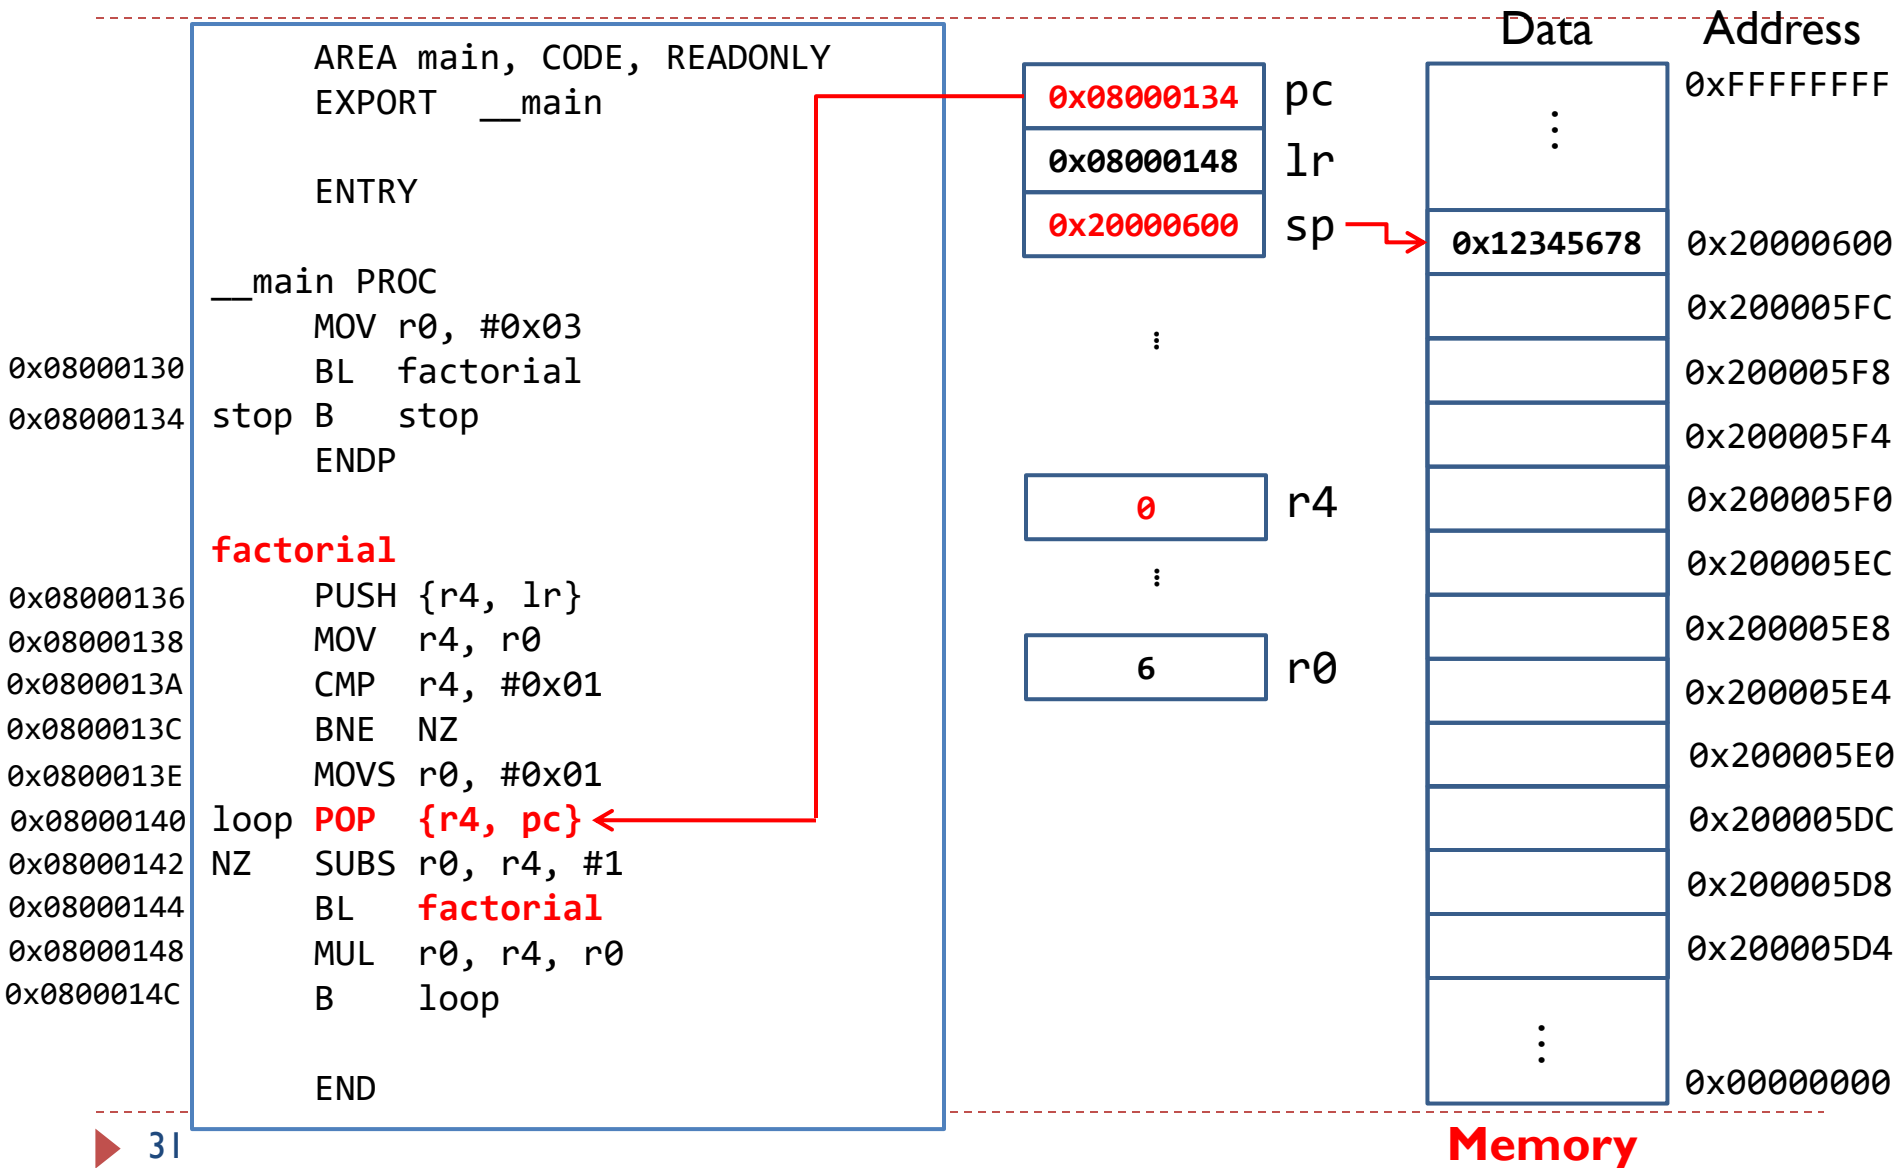 AREA main, CODE, READONLY
EXPORT __main
ENTRY
__main PROC
MOV r0, #0x03
0x08000130 BL factorial
0x08000134 stop B stop
ENDP
factorial
0x08000136 PUSH {r4, lr}
0x08000138 MOV r4, r0
0x0800013A CMP r4, #0x01
0x0800013C BNE NZ
0x0800013E MOVS r0, #0x01
0x08000140 loop POP {r4, pc}
0x08000142 NZ SUBS r0, r4, #1
0x08000144 BL factorial
0x08000148 MUL r0, r4, r0
0x0800014C B loop
END
0x08000134 pc
0x08000148 lr
0x20000600 sp
⋮
0 r4
⋮
6 r0
Data Address
0xFFFFFFFF
⋮
0x12345678 0x20000600
0x200005FC
0x200005F8
0x200005F4
0x200005F0
0x200005EC
0x200005E8
0x200005E4
0x200005E0
0x200005DC
0x200005D8
0x200005D4
⋮
0x00000000
Memory
31